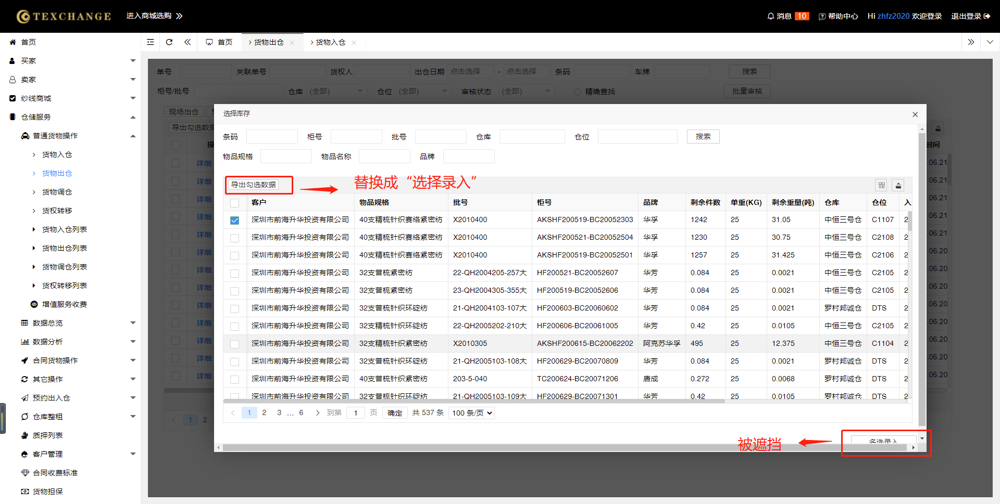 TEXCHANGE 进入商城选购 消息 10 帮助中心 Hi zhfz2020 欢迎登录 退出登录
首页 首页 货物出仓 货物入仓
买家
卖家
纱线商城
仓储服务
普通货物操作
货物入仓
货物出仓
货物调仓
货权转移
货物入仓列表
货物出仓列表
货物调仓列表
货权转移列表
增值服务收费
数据总览
数据分析
合同货物操作
其它操作
预约出入仓
仓库整租
质押列表
客户管理
合同收费标准
货物担保
单号 关联单号 货权人 出仓日期 点击选择 - 点击选择 条码 车牌 搜索
柜号/批号 仓库 (全部) 仓位 (全部) 审核状态 (全部) 精确查找 批量审核
现场出仓
导出勾选数据
时间
详细 .06.21
详细 .06.21
详细 .06.21
详细 .06.21
详细 .06.21
详细 .06.20
详细 .06.20
详细 .06.20
详细 .06.20
详细 .06.20
详细 .06.20
详细 .06.20
详细 .06.20
1 2
选择库存
条码 柜号 批号 仓库 仓位 搜索
物品规格 物品名称 品牌
导出勾选数据 替换成“选择录入”
客户 物品规格 批号 柜号 品牌 剩余件数 单重(KG) 剩余重量(吨) 仓库 仓位 入
深圳市前海升华投资有限公司 40支精梳针织赛络紧密纺 X2010400 AKSHF200519-BC20052303 华孚 1242 25 31.05 中恒三号仓 C1107 2
深圳市前海升华投资有限公司 40支精梳针织赛络紧密纺 X2010400 AKSHF200521-BC20052504 华孚 1230 25 30.75 中恒三号仓 C2108 2
深圳市前海升华投资有限公司 40支精梳针织赛络紧密纺 X2010400 AKSHF200519-BC20052501 华孚 1257 25 31.425 中恒三号仓 C2106 2
深圳市前海升华投资有限公司 32支普梳紧密纺 22-QH2004205-257大 HF200521-BC20052607 华芳 0.084 25 0.0021 中恒三号仓 C2105 2
深圳市前海升华投资有限公司 32支普梳紧密纺 23-QH2004305-355大 HF200519-BC20052606 华芳 0.084 25 0.0021 中恒三号仓 C2105 2
深圳市前海升华投资有限公司 32支精梳针织环锭纺 21-QH2004103-107大 HF200603-BC20060602 华芳 0.084 25 0.0021 罗村邦诚仓 DTS 2
深圳市前海升华投资有限公司 32支精梳针织环锭纺 22-QH2005202-210大 HF200606-BC20061005 华芳 0.42 25 0.0105 中恒三号仓 C2105 2
深圳市前海升华投资有限公司 32支精梳针织紧密纺 X2010305 AKSHF200615-BC20062202 阿克苏华孚 495 25 12.375 中恒三号仓 C1104 2
深圳市前海升华投资有限公司 32支普梳针织环锭纺 21-QH2005103-108大 HF200629-BC20070809 华芳 0.084 25 0.0021 罗村邦诚仓 DTS 2
深圳市前海升华投资有限公司 40支普梳针织紧密纺 203-5-040 TC200624-BC20071206 唐成 0.272 25 0.0068 罗村邦诚仓 DTS 2
深圳市前海升华投资有限公司 32支普梳针织环锭纺 21-QH2005103-109大 HF200629-BC20071301 华芳 0.42 25 0.0105 罗村邦诚仓 DTS 2
1 2 3 … 6 到第 1 页 确定 共 537 条 100 条/页
被遮挡 多选录入